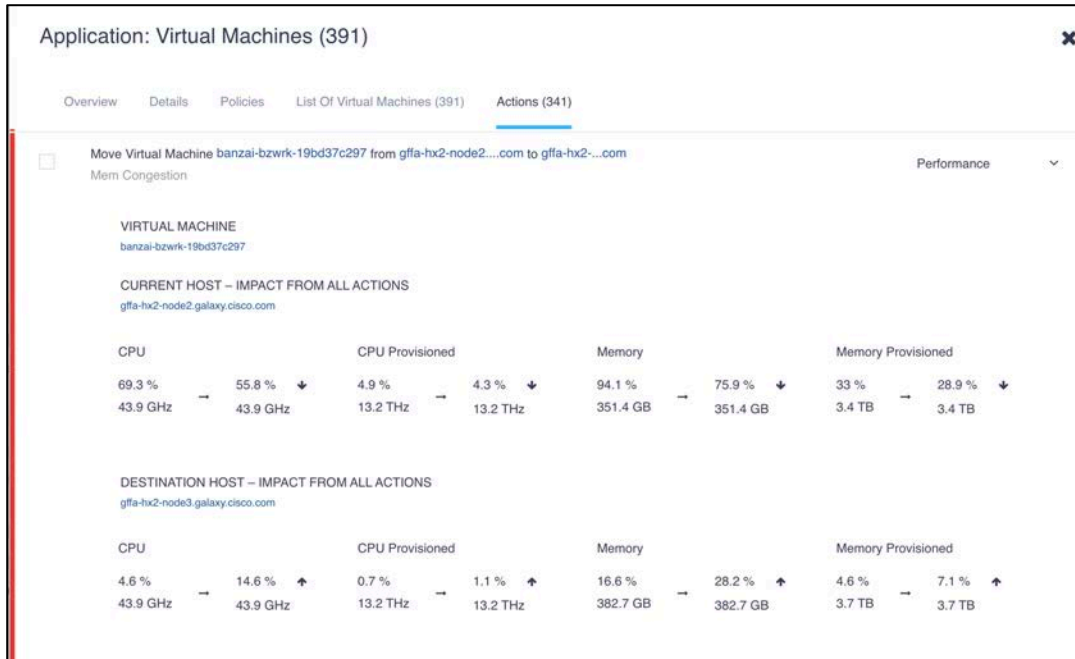 Application: Virtual Machines (391)
Overview Details Policies List Of Virtual Machines (391) Actions (341)
Move Virtual Machine banzai-bzwrk-19bd37c297 from gffa-hx2-node2....com to gffa-hx2-...com
Performance
Mem Congestion
VIRTUAL MACHINE
banzai-bzwrk-19bd37c297
CURRENT HOST – IMPACT FROM ALL ACTIONS
gffa-hx2-node2.galaxy.cisco.com
CPU CPU Provisioned Memory Memory Provisioned
69.3 % → 55.8 % ↓ 4.9 % → 4.3 % ↓ 94.1 % → 75.9 % ↓ 33 % → 28.9 % ↓
43.9 GHz 43.9 GHz 13.2 THz 13.2 THz 351.4 GB 351.4 GB 3.4 TB 3.4 TB
DESTINATION HOST – IMPACT FROM ALL ACTIONS
gffa-hx2-node3.galaxy.cisco.com
CPU CPU Provisioned Memory Memory Provisioned
4.6 % → 14.6 % ↑ 0.7 % → 1.1 % ↑ 16.6 % → 28.2 % ↑ 4.6 % → 7.1 % ↑
43.9 GHz 43.9 GHz 13.2 THz 13.2 THz 382.7 GB 382.7 GB 3.7 TB 3.7 TB